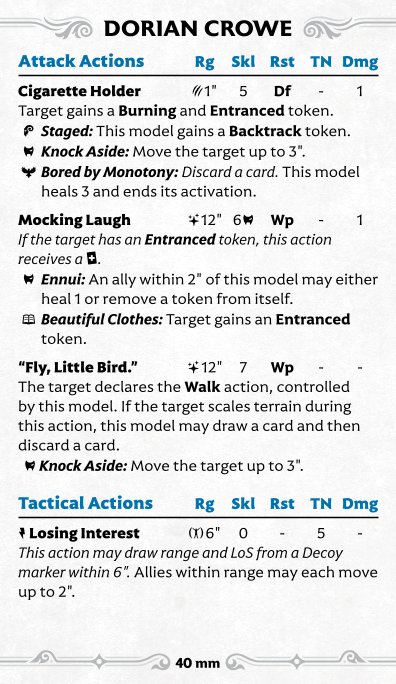 DORIAN CROWE
Attack Actions Rg Skl Rst TN Dmg
Cigarette Holder 1" 5 Df - 1
Target gains a Burning and Entranced token.
Staged: This model gains a Backtrack token.
Knock Aside: Move the target up to 3".
Bored by Monotony: Discard a card. This model
heals 3 and ends its activation.
Mocking Laugh 12" 6 Wp - 1
If the target has an Entranced token, this action
receives a .
Ennui: An ally within 2" of this model may either
heal 1 or remove a token from itself.
Beautiful Clothes: Target gains an Entranced
token.
“Fly, Little Bird.” 12" 7 Wp - -
The target declares the Walk action, controlled
by this model. If the target scales terrain during
this action, this model may draw a card and then
discard a card.
Knock Aside: Move the target up to 3".
Tactical Actions Rg Skl Rst TN Dmg
Losing Interest 6" 0 - 5 -
This action may draw range and LoS from a Decoy
marker within 6". Allies within range may each move
up to 2".
40 mm